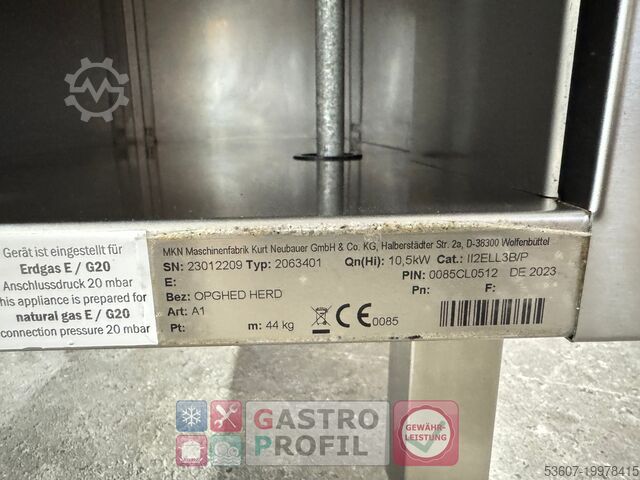 Gerät ist eingestellt für
Erdgas E / G20
Anschlussdruck 20 mbar
this appliance is prepared for
natural gas E / G20
connection pressure 20 mbar
MKN Maschinenfabrik Kurt Neubauer GmbH & Co. KG, Halberstädter Str. 2a, D-38300 Wolfenbüttel
SN: 23012209 Typ: 2063401 Qn(Hi): 10,5kW Cat.: II2ELL3B/P
E: PIN: 0085CL0512 DE 2023
Bez: OPGHED HERD Pn: F:
Art: A1
Pt: m: 44 kg CE 0085
GASTRO
PROFIL
GEWÄHR-
LEISTUNG
53607-19978415